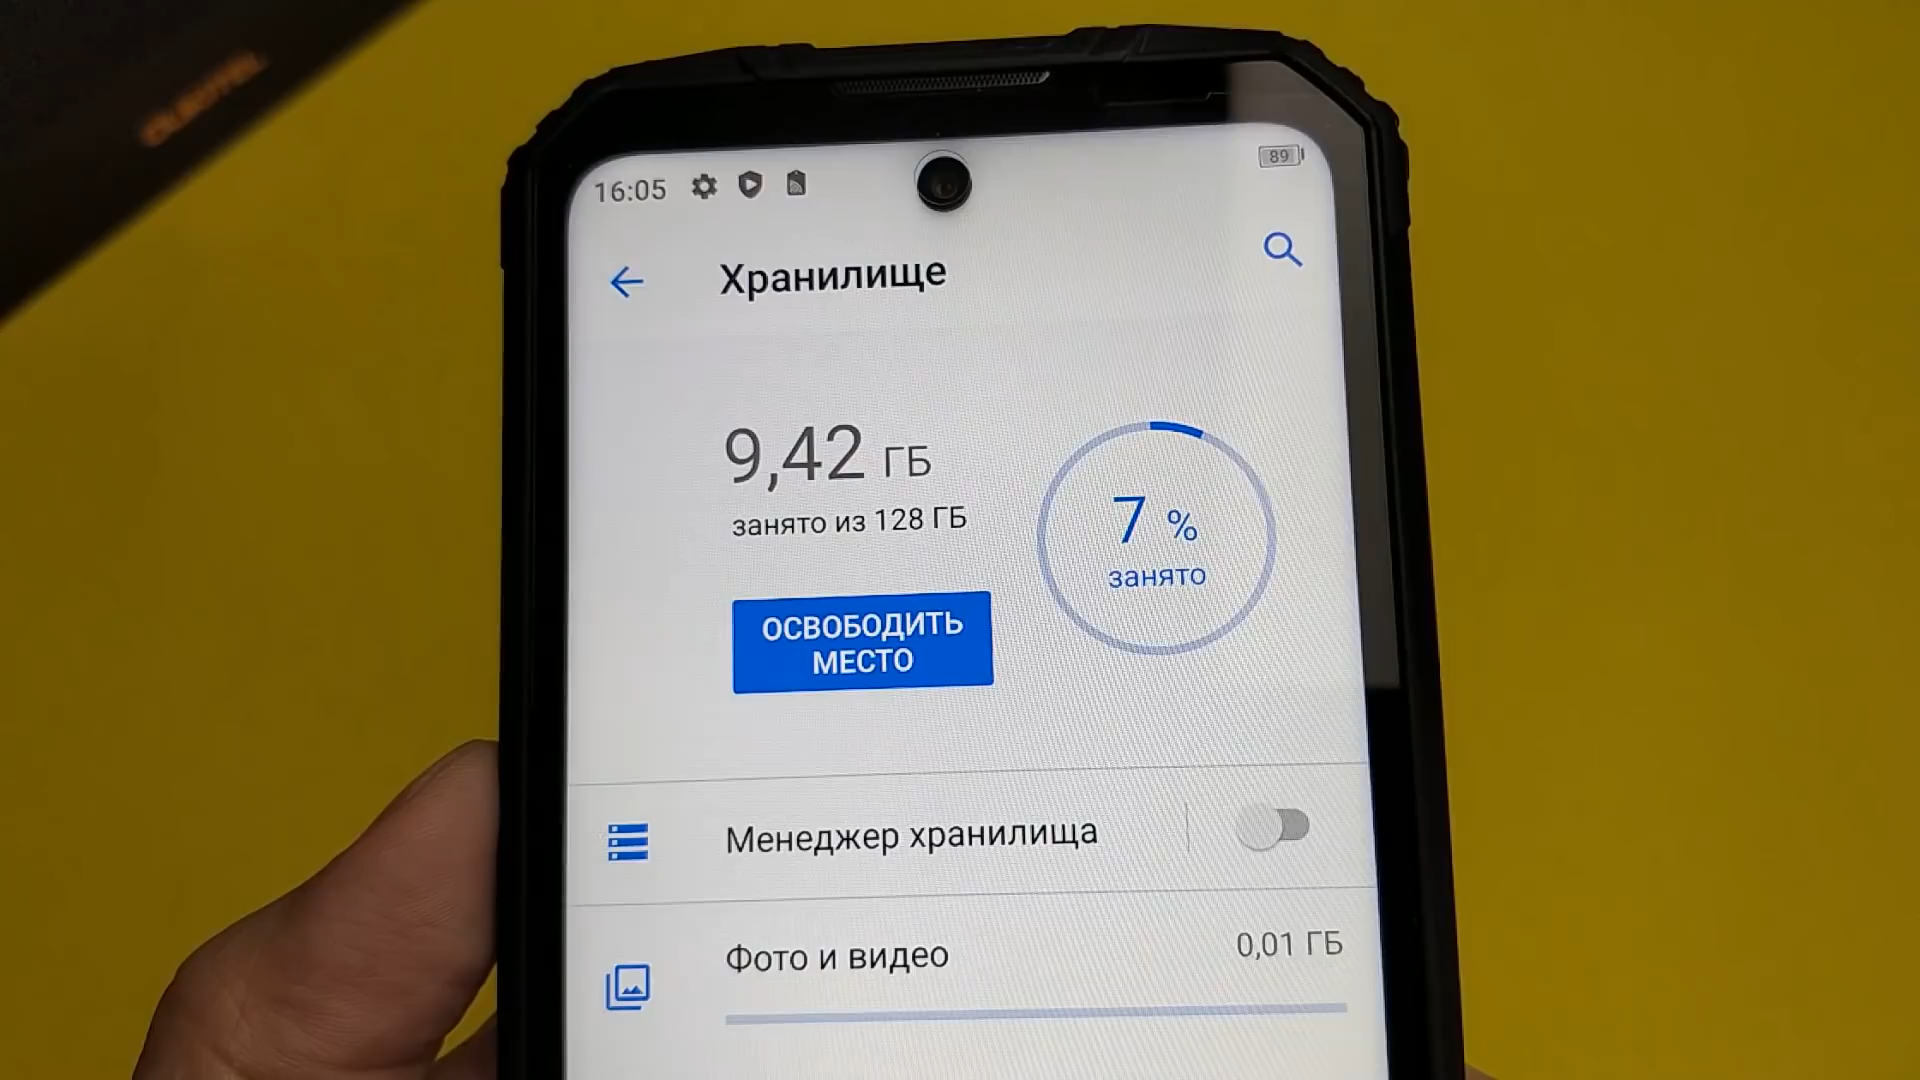 OUKITEL
16:05
89
Хранилище
9,42 ГБ
занято из 128 ГБ
7 %
занято
ОСВОБОДИТЬ
МЕСТО
Менеджер хранилища
Фото и видео
0,01 ГБ